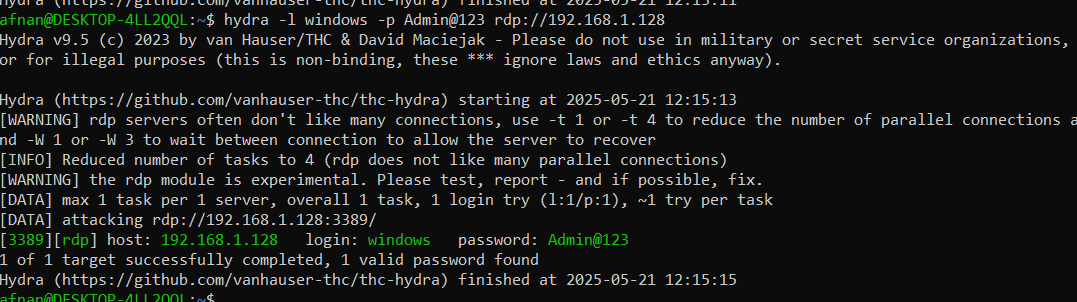 Hydra (https://github.com/vanhauser-thc/thc-hydra) finished at 2025-05-21 12:15:11
afnan@DESKTOP-4LL2QQL:~$ hydra -l windows -p Admin@123 rdp://192.168.1.128
Hydra v9.5 (c) 2023 by van Hauser/THC & David Maciejak - Please do not use in military or secret service organizations,
or for illegal purposes (this is non-binding, these *** ignore laws and ethics anyway).
Hydra (https://github.com/vanhauser-thc/thc-hydra) starting at 2025-05-21 12:15:13
[WARNING] rdp servers often don't like many connections, use -t 1 or -t 4 to reduce the number of parallel connections a
nd -W 1 or -W 3 to wait between connection to allow the server to recover
[INFO] Reduced number of tasks to 4 (rdp does not like many parallel connections)
[WARNING] the rdp module is experimental. Please test, report - and if possible, fix.
[DATA] max 1 task per 1 server, overall 1 task, 1 login try (l:1/p:1), ~1 try per task
[DATA] attacking rdp://192.168.1.128:3389/
[3389][rdp] host: 192.168.1.128   login: windows   password: Admin@123
1 of 1 target successfully completed, 1 valid password found
Hydra (https://github.com/vanhauser-thc/thc-hydra) finished at 2025-05-21 12:15:15
afnan@DESKTOP-4LL2QQL:~$